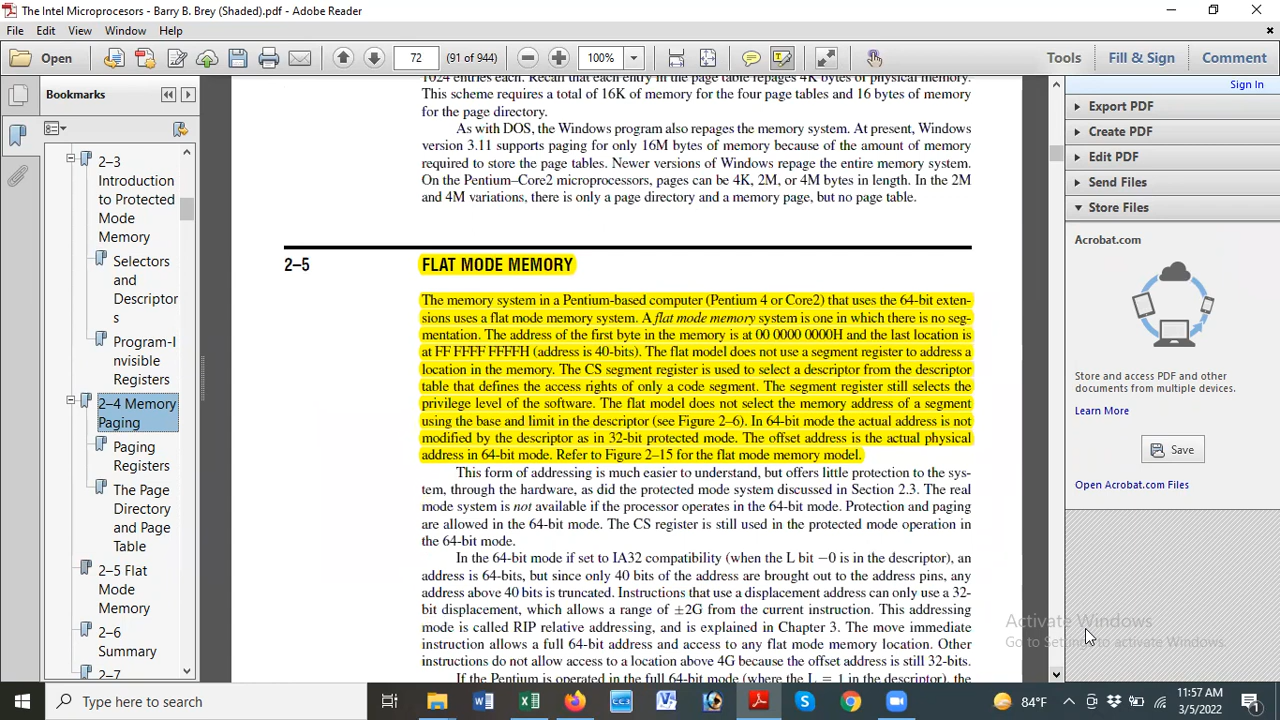 The Intel Microprocesors - Barry B. Brey (Shaded).pdf - Adobe Reader
File Edit View Window Help
Open 72 (91 of 944) 100% Tools Fill & Sign Comment
Bookmarks
2–3
Introduction
to Protected
Mode
Memory
Selectors
and
Descriptor
s
Program-I
nvisible
Registers
2–4 Memory
Paging
Paging
Registers
The Page
Directory
and Page
Table
2–5 Flat
Mode
Memory
2–6
Summary
2–7
1024 entries each. Recall that each entry in the page table repages 4K bytes of physical memory.
This scheme requires a total of 16K of memory for the four page tables and 16 bytes of memory
for the page directory.
As with DOS, the Windows program also repages the memory system. At present, Windows
version 3.11 supports paging for only 16M bytes of memory because of the amount of memory
required to store the page tables. Newer versions of Windows repage the entire memory system.
On the Pentium–Core2 microprocessors, pages can be 4K, 2M, or 4M bytes in length. In the 2M
and 4M variations, there is only a page directory and a memory page, but no page table.
2–5 FLAT MODE MEMORY
The memory system in a Pentium-based computer (Pentium 4 or Core2) that uses the 64-bit exten-
sions uses a flat mode memory system. A flat mode memory system is one in which there is no seg-
mentation. The address of the first byte in the memory is at 00 0000 0000H and the last location is
at FF FFFF FFFFH (address is 40-bits). The flat model does not use a segment register to address a
location in the memory. The CS segment register is used to select a descriptor from the descriptor
table that defines the access rights of only a code segment. The segment register still selects the
privilege level of the software. The flat model does not select the memory address of a segment
using the base and limit in the descriptor (see Figure 2–6). In 64-bit mode the actual address is not
modified by the descriptor as in 32-bit protected mode. The offset address is the actual physical
address in 64-bit mode. Refer to Figure 2–15 for the flat mode memory model.
This form of addressing is much easier to understand, but offers little protection to the sys-
tem, through the hardware, as did the protected mode system discussed in Section 2.3. The real
mode system is not available if the processor operates in the 64-bit mode. Protection and paging
are allowed in the 64-bit mode. The CS register is still used in the protected mode operation in
the 64-bit mode.
In the 64-bit mode if set to IA32 compatibility (when the L bit −0 is in the descriptor), an
address is 64-bits, but since only 40 bits of the address are brought out to the address pins, any
address above 40 bits is truncated. Instructions that use a displacement address can only use a 32-
bit displacement, which allows a range of ±2G from the current instruction. This addressing
mode is called RIP relative addressing, and is explained in Chapter 3. The move immediate
instruction allows a full 64-bit address and access to any flat mode memory location. Other
instructions do not allow access to a location above 4G because the offset address is still 32-bits.
If the Pentium is operated in the full 64-bit mode (where the L = 1 in the descriptor), the
Sign In
Export PDF
Create PDF
Edit PDF
Send Files
Store Files
Acrobat.com
Store and access PDF and other
documents from multiple devices.
Learn More
Save
Open Acrobat.com Files
Activate Windows
Go to Settings to activate Windows.
Type here to search
84°F
11:57 AM
3/5/2022
1